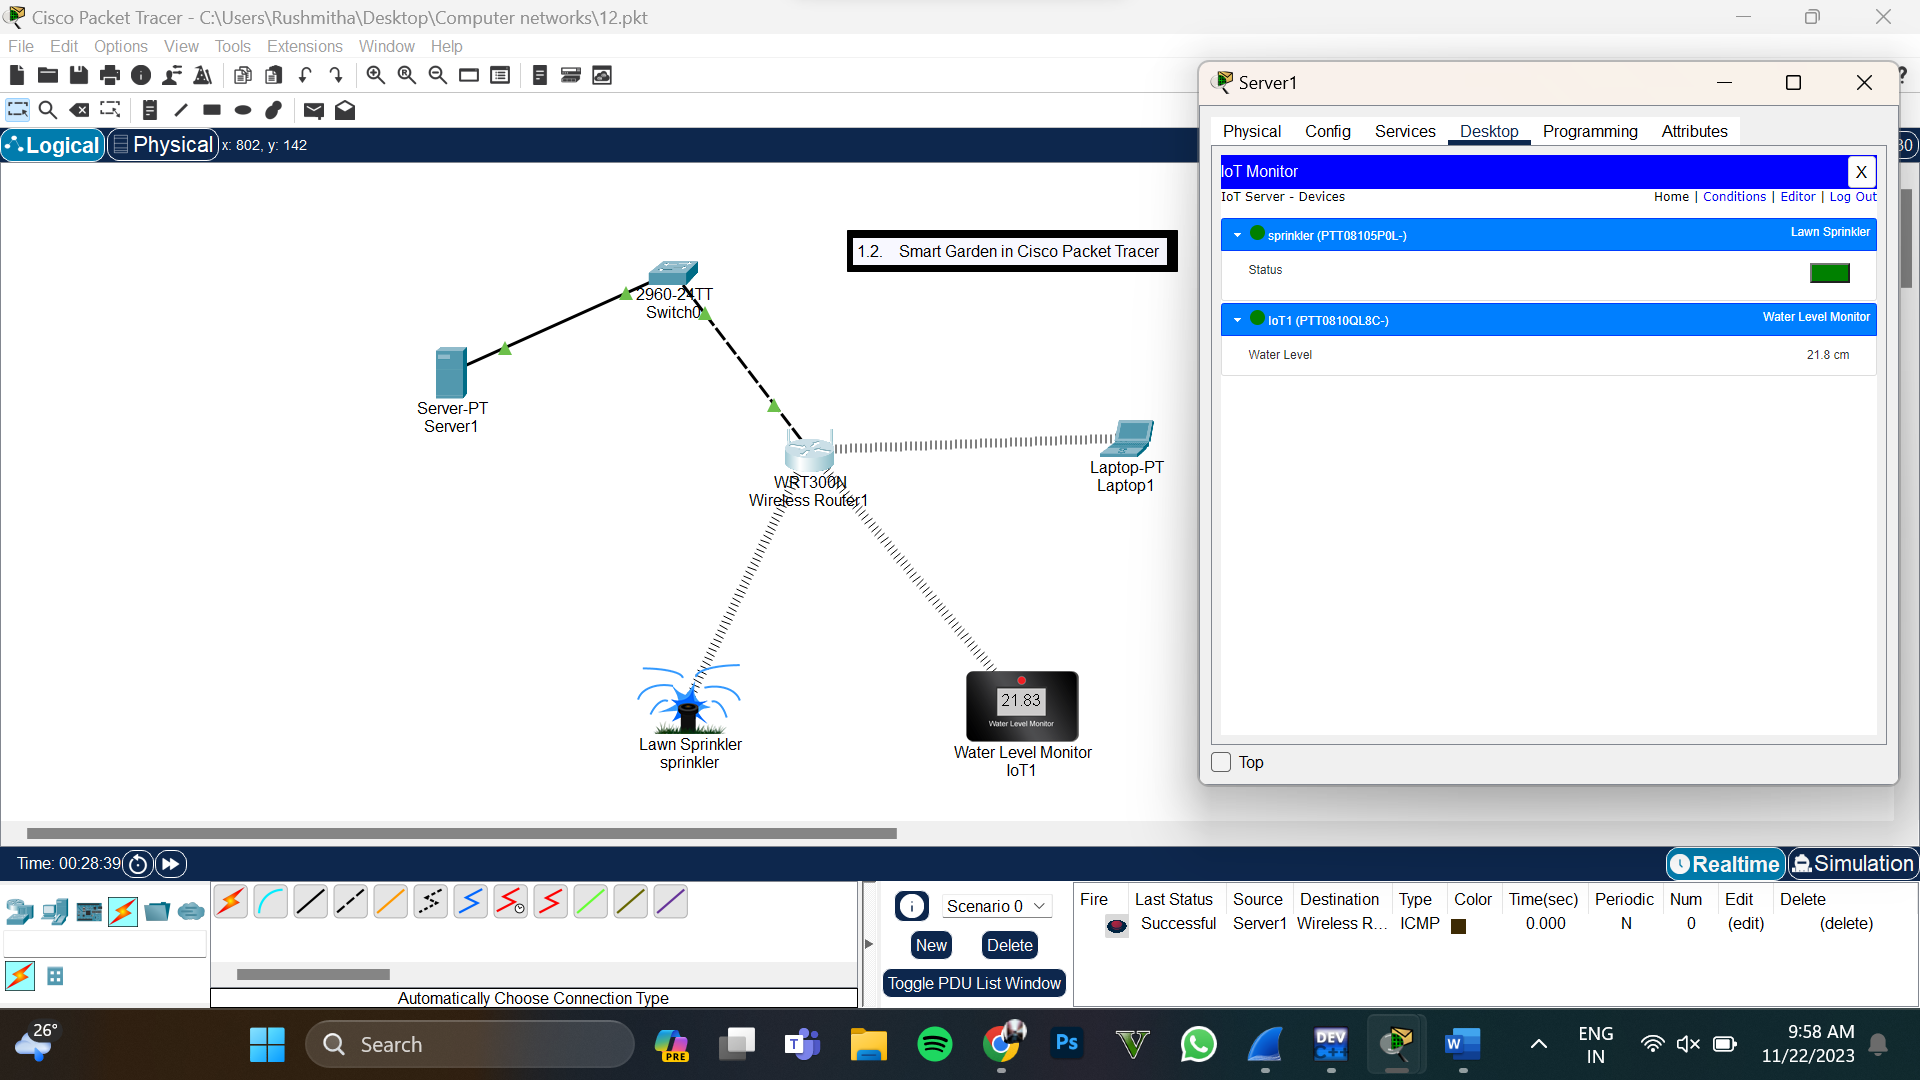 Cisco Packet Tracer - C:\Users\Rushmitha\Desktop\Computer networks\12.pkt
File Edit Options View Tools Extensions Window Help
Logical Physical x: 802, y: 142
1.2. Smart Garden in Cisco Packet Tracer
2960-24TT
Switch0
Server-PT
Server1
WRT300N
Wireless Router1
Laptop-PT
Laptop1
Lawn Sprinkler
sprinkler
21.83
Water Level Monitor
Water Level Monitor
IoT1
Server1
Physical Config Services Desktop Programming Attributes
IoT Monitor X
IoT Server - Devices Home | Conditions | Editor | Log Out
sprinkler (PTT08105P0L-) Lawn Sprinkler
Status
IoT1 (PTT0810QL8C-) Water Level Monitor
Water Level 21.8 cm
Top
Time: 00:28:39 Realtime Simulation
Scenario 0
New Delete
Toggle PDU List Window
Automatically Choose Connection Type
Fire Last Status Source Destination Type Color Time(sec) Periodic Num Edit Delete
Successful Server1 Wireless R... ICMP 0.000 N 0 (edit) (delete)
26°
Search
PRE
Ps
DEV C++
W
ENG
IN
9:58 AM
11/22/2023